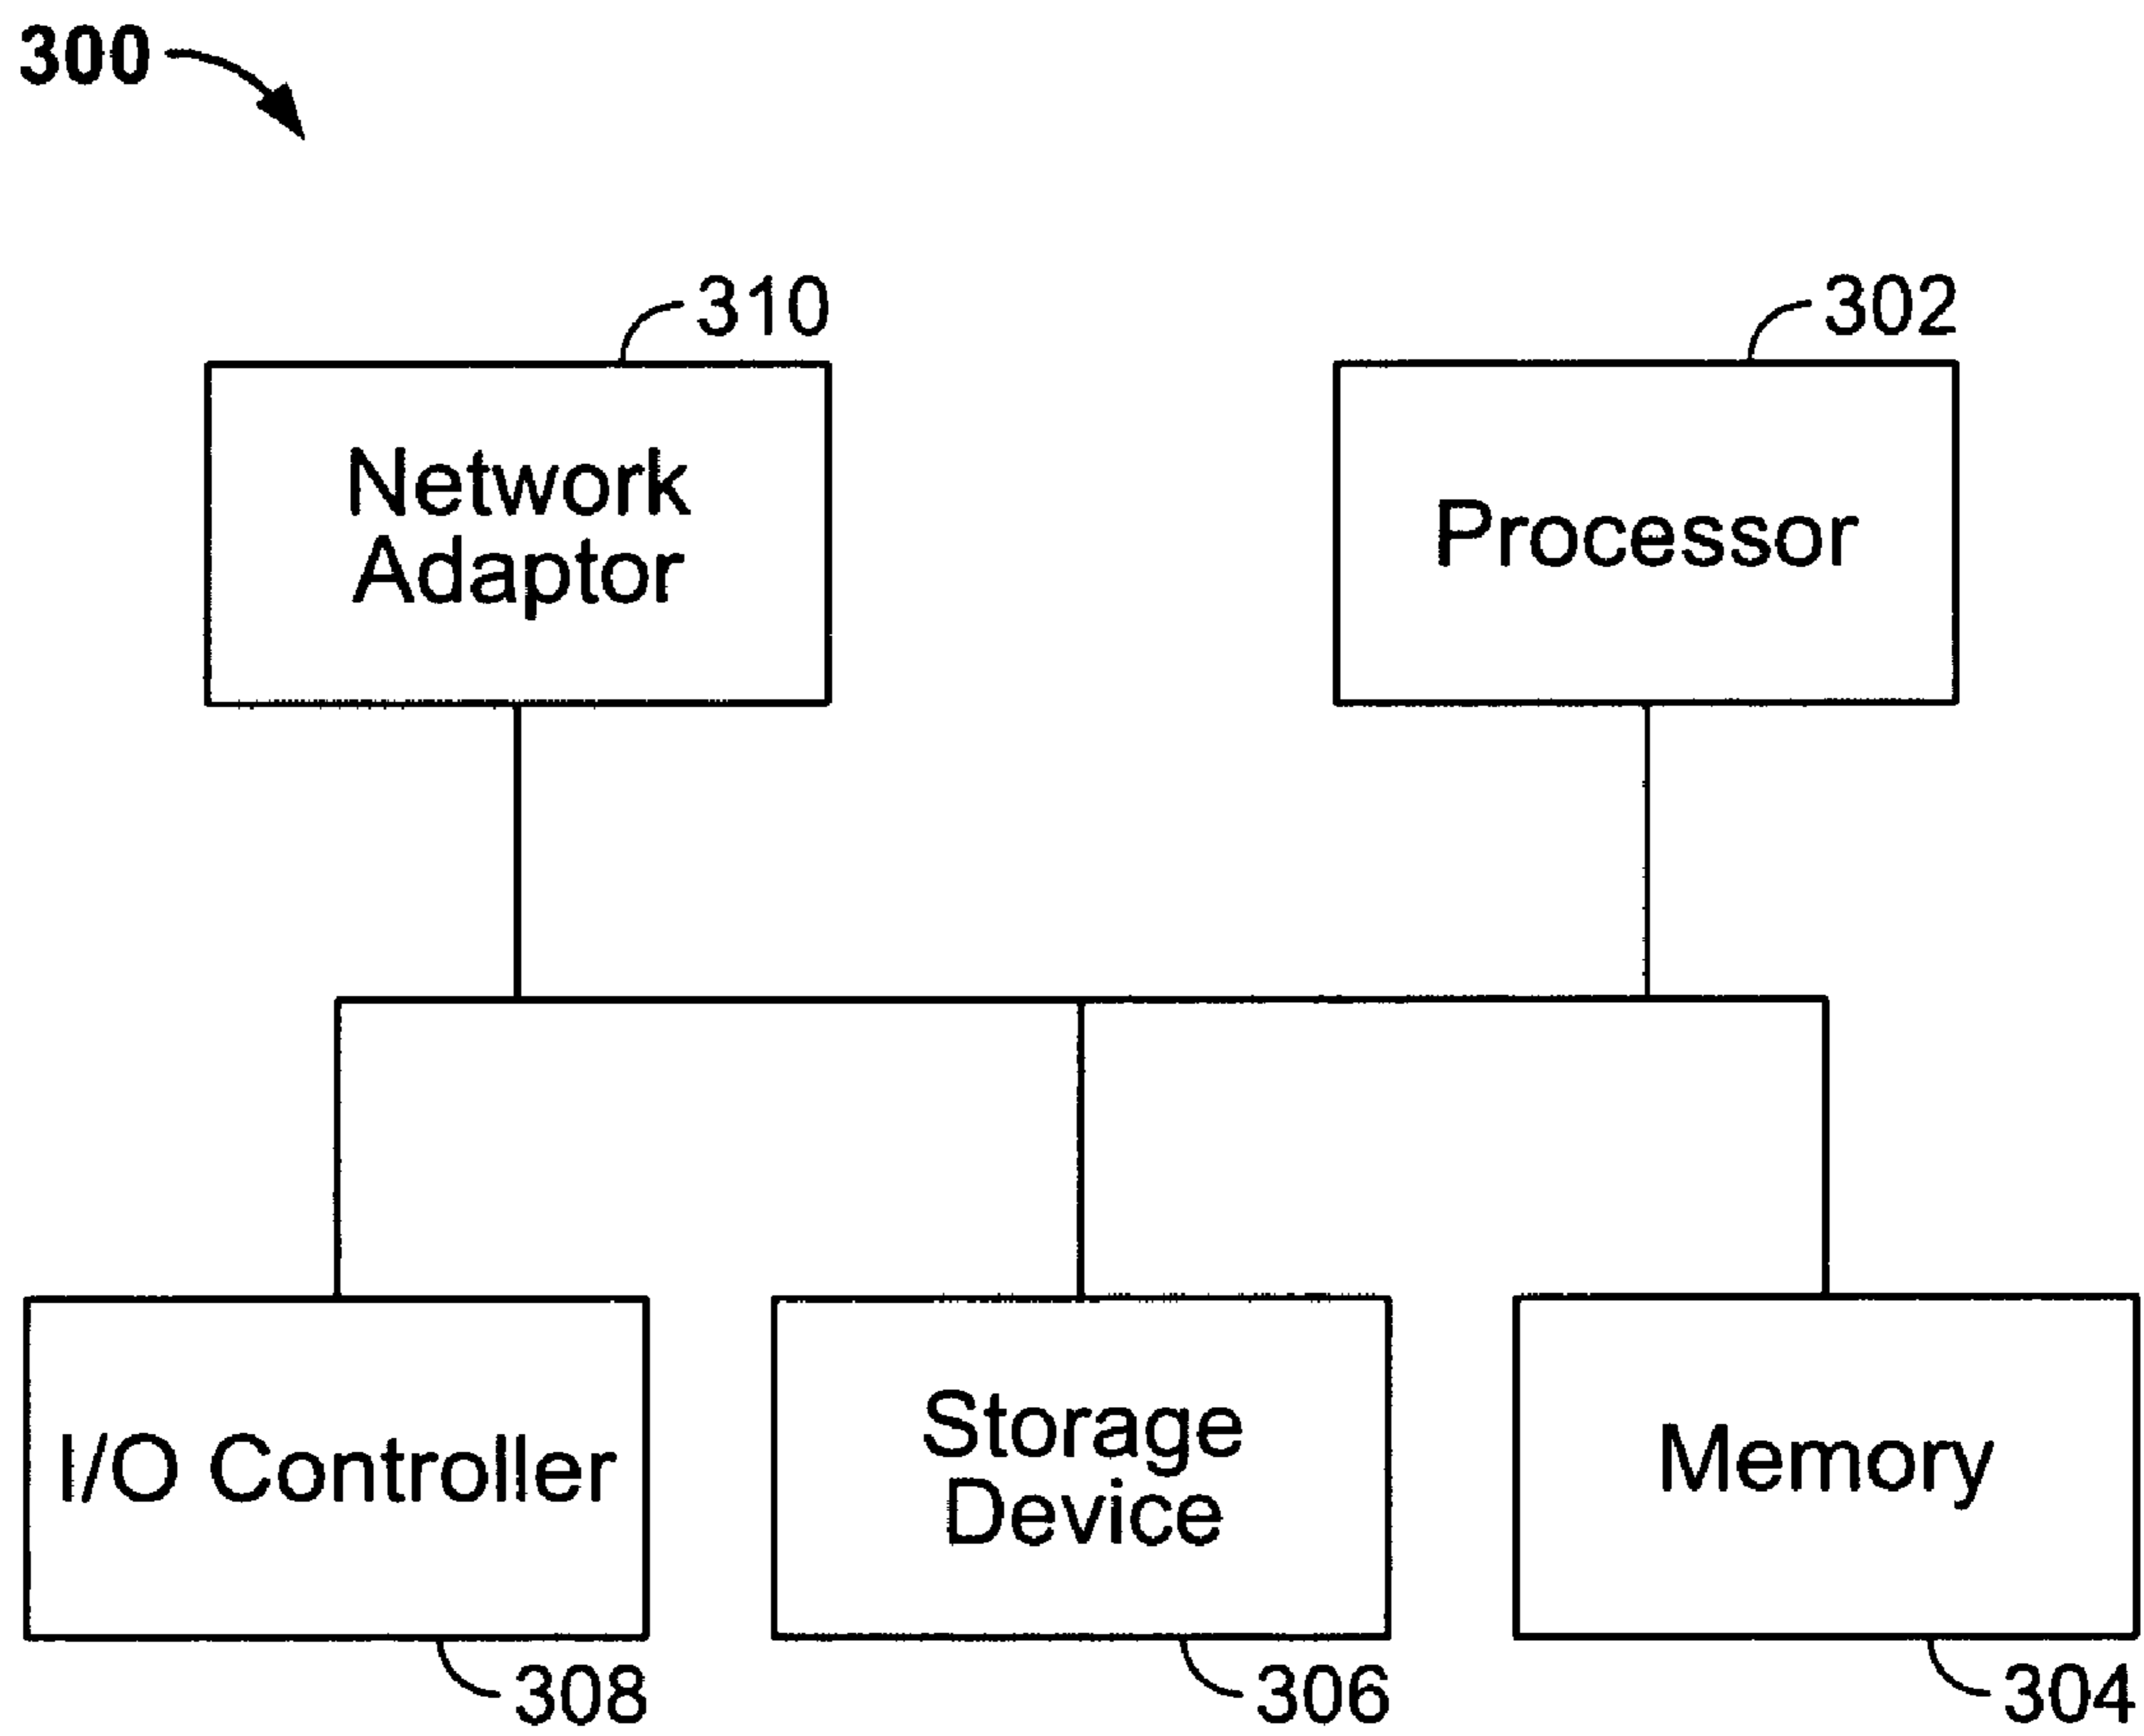 300
310
302
Network
Adaptor
Processor
I/O Controller
Storage
Device
Memory
308
306
304